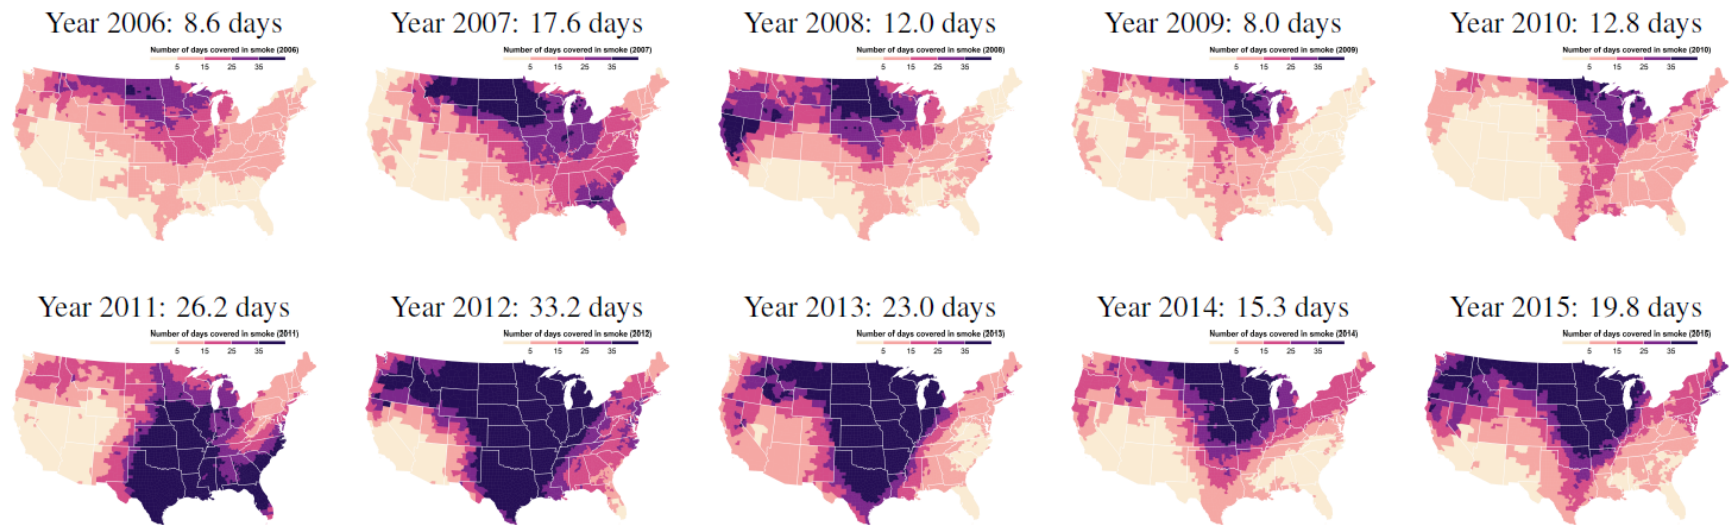 Year 2006: 8.6 days
Number of days covered in smoke (2006)
5 15 25 35
Year 2007: 17.6 days
Number of days covered in smoke (2007)
5 15 25 35
Year 2008: 12.0 days
Number of days covered in smoke (2008)
5 15 25 35
Year 2009: 8.0 days
Number of days covered in smoke (2009)
5 15 25 35
Year 2010: 12.8 days
Number of days covered in smoke (2010)
5 15 25 35
Year 2011: 26.2 days
Number of days covered in smoke (2011)
5 15 25 35
Year 2012: 33.2 days
Number of days covered in smoke (2012)
5 15 25 35
Year 2013: 23.0 days
Number of days covered in smoke (2013)
5 15 25 35
Year 2014: 15.3 days
Number of days covered in smoke (2014)
5 15 25 35
Year 2015: 19.8 days
Number of days covered in smoke (2015)
5 15 25 35